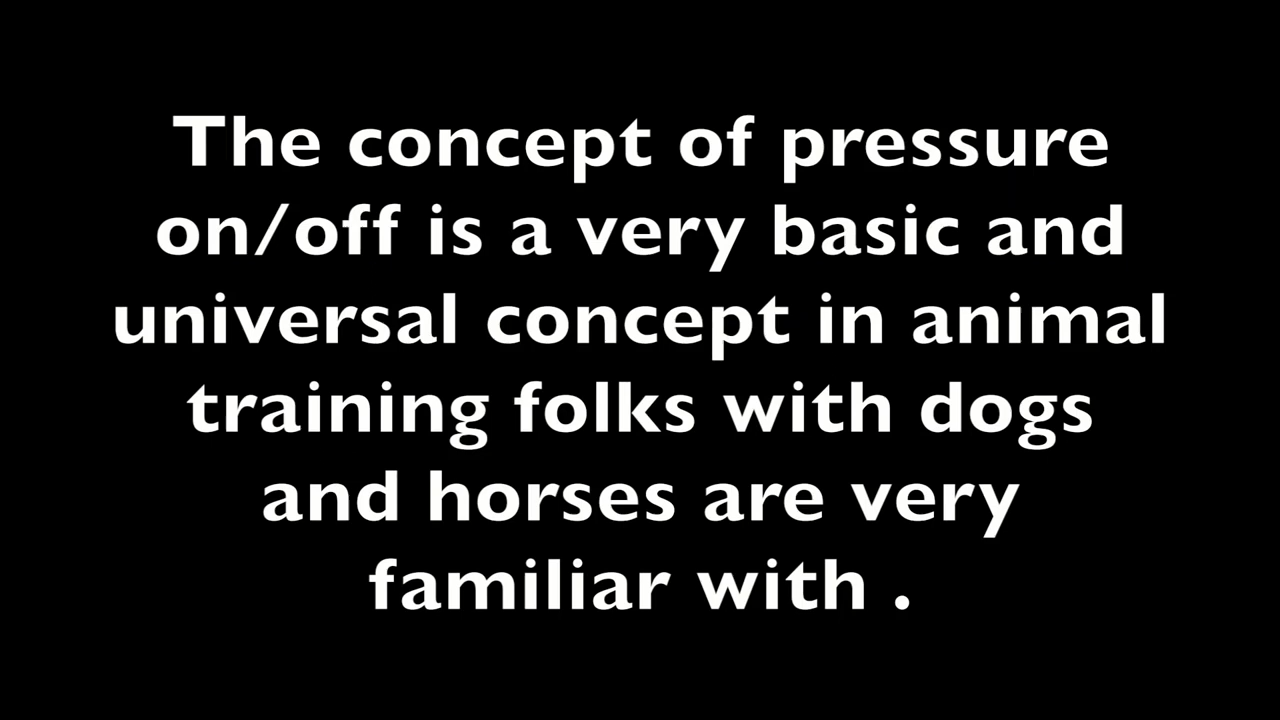 The concept of pressure
on/off is a very basic and
universal concept in animal
training folks with dogs
and horses are very
familiar with .